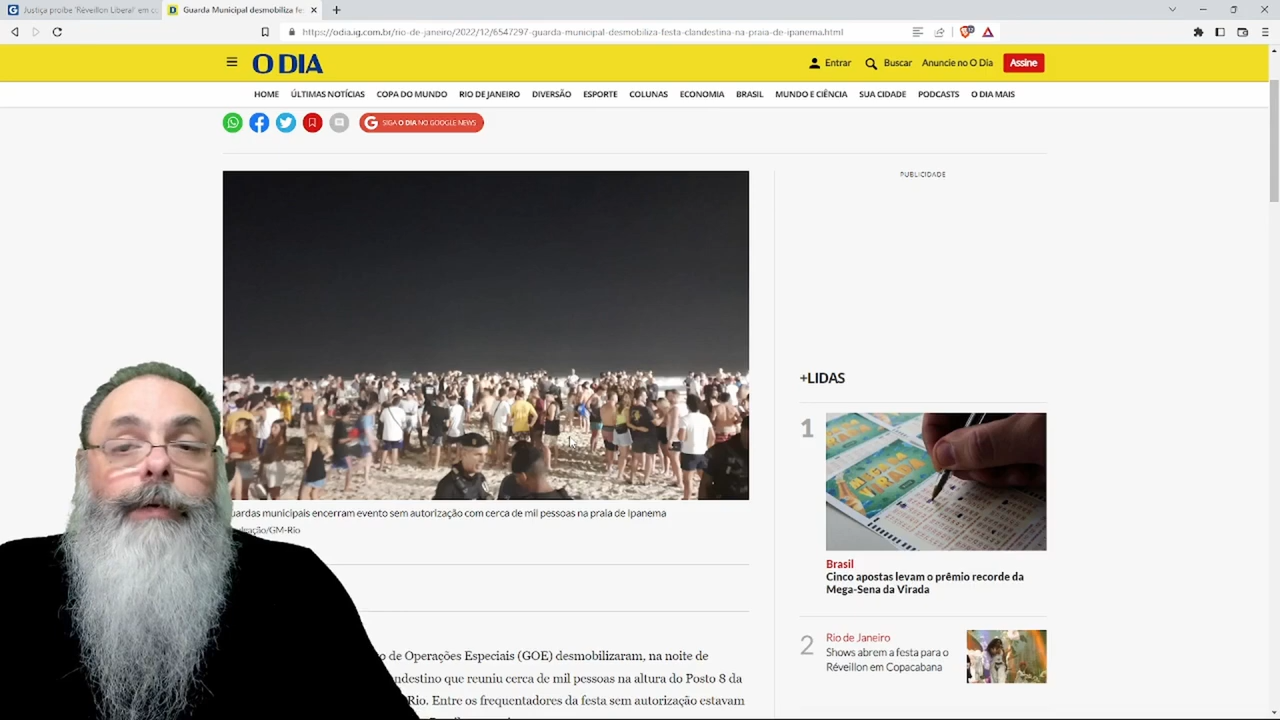 Justiça proíbe 'Réveillon Liberal' em co
Guarda Municipal desmobiliza fe
https://odia.ig.com.br/rio-de-janeiro/2022/12/6547297-guarda-municipal-desmobiliza-festa-clandestina-na-praia-de-ipanema.html
O DIA
Entrar
Buscar
Anuncie no O Dia
Assine
HOME ÚLTIMAS NOTÍCIAS COPA DO MUNDO RIO DE JANEIRO DIVERSÃO ESPORTE COLUNAS ECONOMIA BRASIL MUNDO E CIÊNCIA SUA CIDADE PODCASTS O DIA MAIS
SIGA O DIA NO GOOGLE NEWS
PUBLICIDADE
uardas municipais encerram evento sem autorização com cerca de mil pessoas na praia de Ipanema
/GM-Rio
o de Operações Especiais (GOE) desmobilizaram, na noite de
ndestino que reuniu cerca de mil pessoas na altura do Posto 8 da
Rio. Entre os frequentadores da festa sem autorização estavam
+LIDAS
1
MEGA
VIRADA
Brasil
Cinco apostas levam o prêmio recorde da
Mega-Sena da Virada
2
Rio de Janeiro
Shows abrem a festa para o
Réveillon em Copacabana